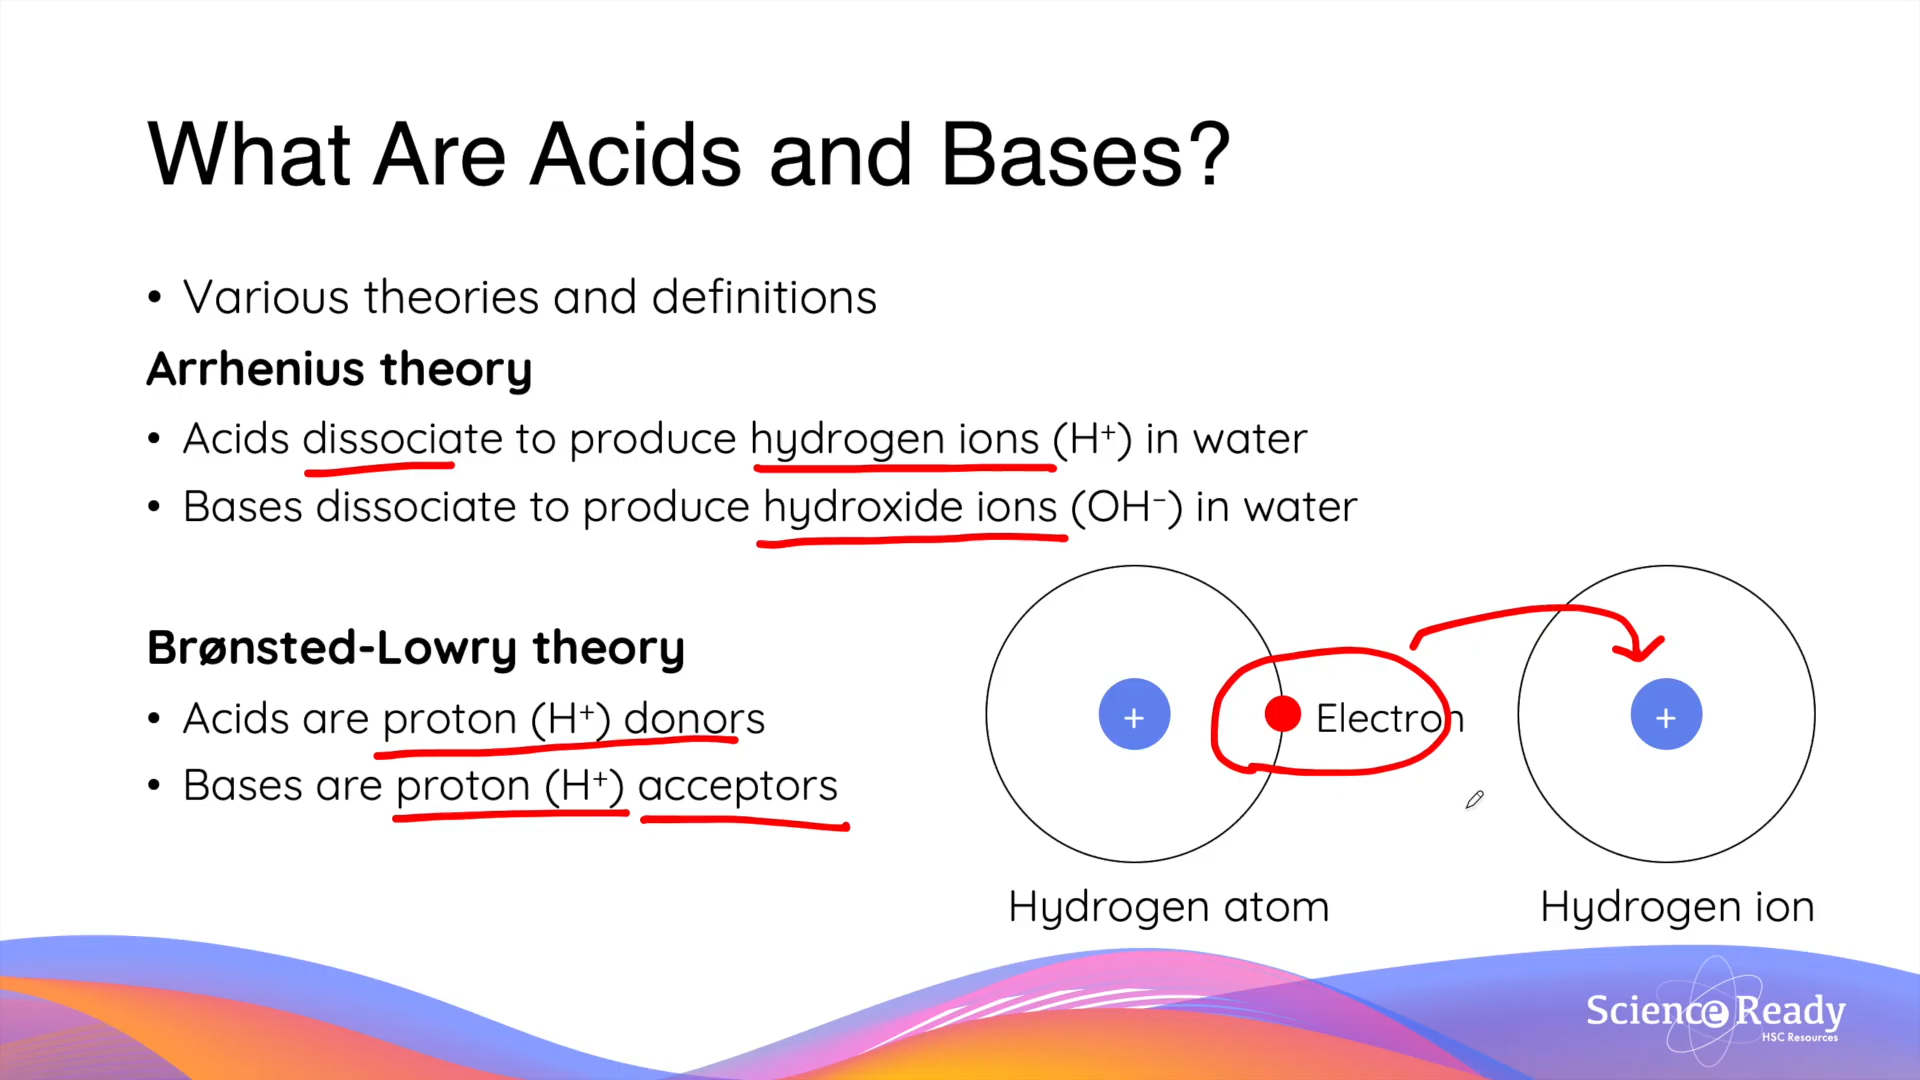 What Are Acids and Bases?
• Various theories and definitions
Arrhenius theory
• Acids dissociate to produce hydrogen ions (H⁺) in water
• Bases dissociate to produce hydroxide ions (OH⁻) in water
Brønsted-Lowry theory
• Acids are proton (H⁺) donors
• Bases are proton (H⁺) acceptors
+
Electron
+
Hydrogen atom
Hydrogen ion
Science Ready
HSC Resources